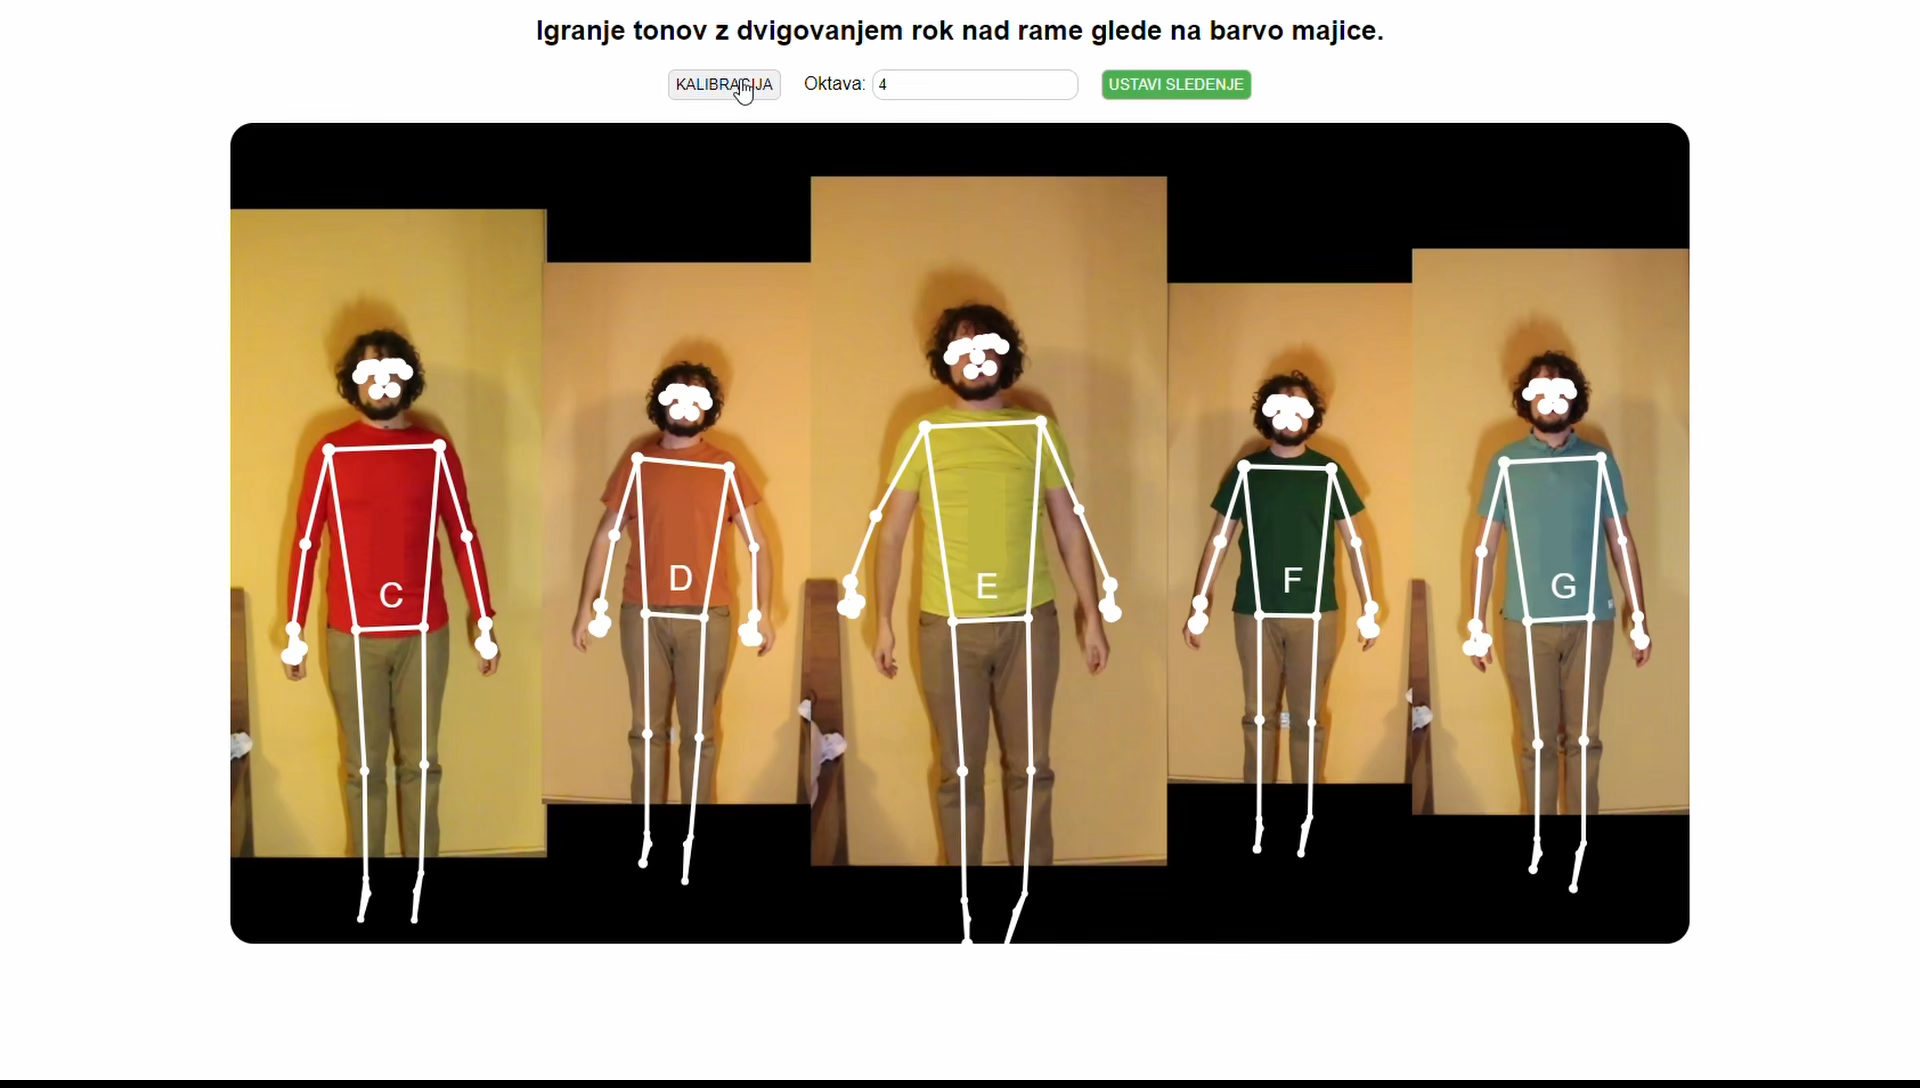 Igranje tonov z dvigovanjem rok nad rame glede na barvo majice.
KALIBRACIJA Oktava: 4 USTAVI SLEDENJE
C D E F G